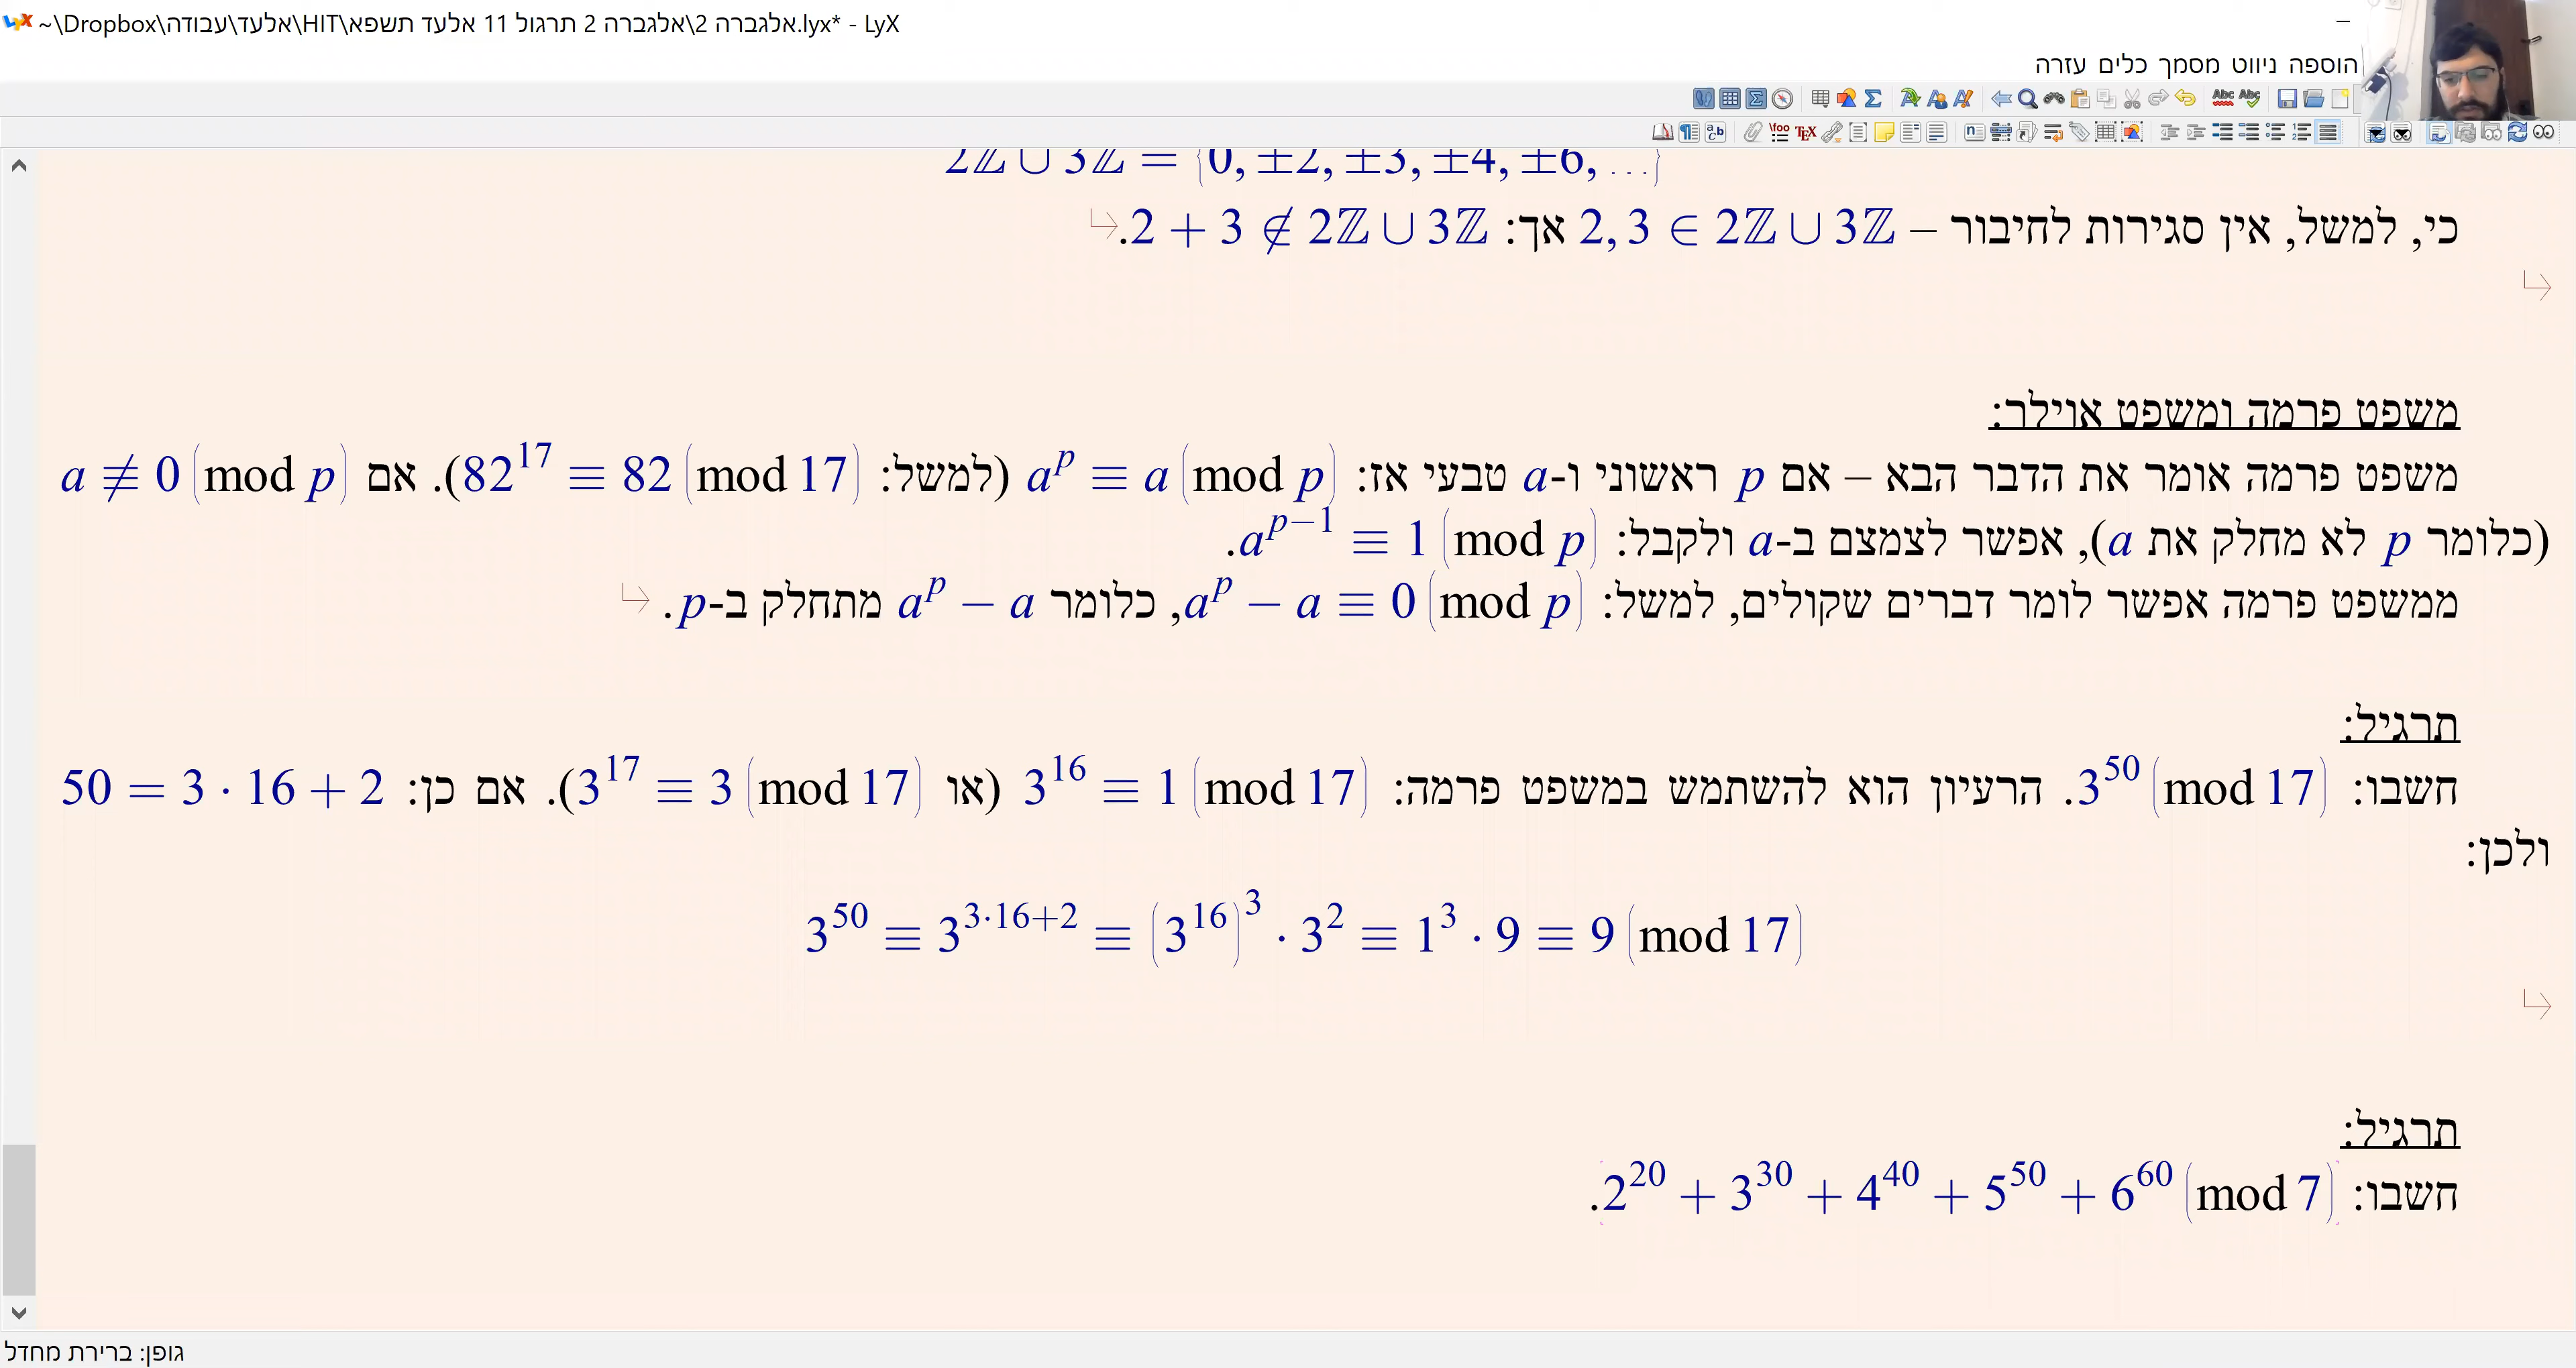 ~\Dropbox\אלגברה 2\אלגברה 2 תרגול 11 אלעד תשפא\HIT\אלעד\עבודה.lyx* - LyX
הוספה ניווט מסמך כלים עזרה
2ℤ ∪ 3ℤ = {0, ±2, ±3, ±4, ±6, …}
כי, למשל, אין סגירות לחיבור – 2, 3 ∈ 2ℤ ∪ 3ℤ אך: 2 + 3 ∉ 2ℤ ∪ 3ℤ.
משפט פרמה ומשפט אוילר:
משפט פרמה אומר את הדבר הבא – אם p ראשוני ו-a טבעי אז: a^p ≡ a (mod p) (למשל: 82^17 ≡ 82 (mod 17)). אם a ≢ 0 (mod p)
(כלומר p לא מחלק את a), אפשר לצמצם ב-a ולקבל: a^{p−1} ≡ 1 (mod p).
ממשפט פרמה אפשר לומר דברים שקולים, למשל: a^p − a ≡ 0 (mod p), כלומר a^p − a מתחלק ב-p.
תרגיל:
חשבו: 3^50 (mod 17). הרעיון הוא להשתמש במשפט פרמה: 3^16 ≡ 1 (mod 17) (או 3^17 ≡ 3 (mod 17)). אם כן: 50 = 3 · 16 + 2
ולכן:
3^50 ≡ 3^{3·16+2} ≡ (3^16)^3 · 3^2 ≡ 1^3 · 9 ≡ 9 (mod 17)
תרגיל:
חשבו: 2^20 + 3^30 + 4^40 + 5^50 + 6^60 (mod 7).
גופן: ברירת מחדל